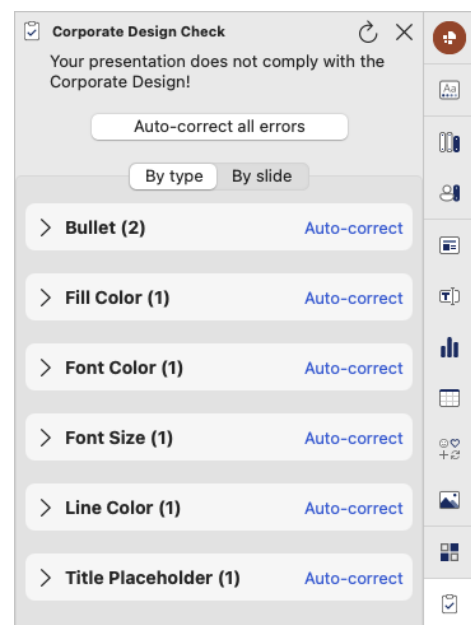 Corporate Design Check
Your presentation does not comply with the
Corporate Design!
Auto-correct all errors
By type By slide
Bullet (2) Auto-correct
Fill Color (1) Auto-correct
Font Color (1) Auto-correct
Font Size (1) Auto-correct
Line Color (1) Auto-correct
Title Placeholder (1) Auto-correct
Aa
T